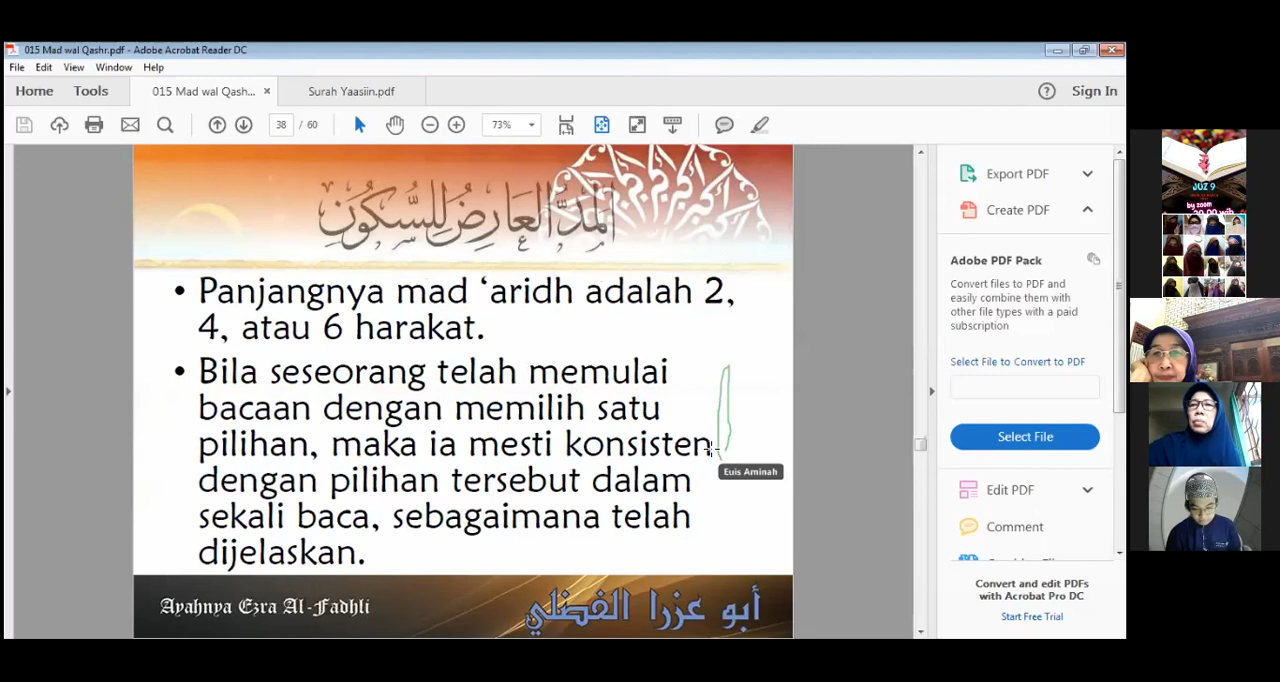 015 Mad wal Qashr.pdf - Adobe Acrobat Reader DC
File Edit View Window Help
Home Tools 015 Mad wal Qash... × Surah Yaasiin.pdf Sign In
38 / 60 73%
المَدُّ العَارِضُ لِلسُّكُوْنِ
• Panjangnya mad ‘aridh adalah 2,
4, atau 6 harakat.
• Bila seseorang telah memulai
bacaan dengan memilih satu
pilihan, maka ia mesti konsisten
dengan pilihan tersebut dalam
sekali baca, sebagaimana telah
dijelaskan.
Euis Aminah
Ayahnya Ezra Al-Fadhli
أبو عزرا الفضلي
Export PDF
Create PDF
Adobe PDF Pack
Convert files to PDF and
easily combine them with
other file types with a paid
subscription
Select File to Convert to PDF
Select File
Edit PDF
Comment
Convert and edit PDFs
with Acrobat Pro DC
Start Free Trial
JUZ 9
by zoom